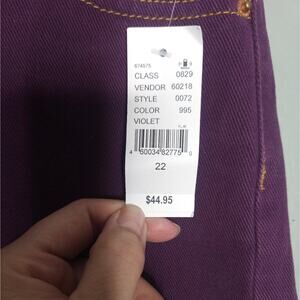 674575
CLASS 0829
VENDOR 60218
STYLE 0072
COLOR 995
VIOLET
4 60034 82775 0
22
$44.95